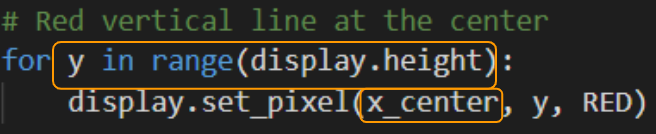 # Red vertical line at the center
for y in range(display.height):
    display.set_pixel(x_center, y, RED)